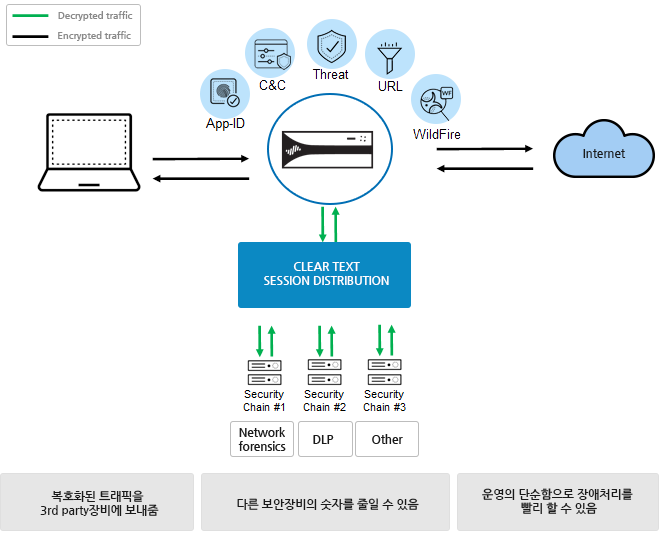 Decrypted traffic
Encrypted traffic
Threat
C&C
URL
App-ID
WF
WildFire
Internet
CLEAR TEXT
SESSION DISTRIBUTION
Security
Chain #1
Security
Chain #2
Security
Chain #3
Network
forensics
DLP
Other
복호화된 트래픽을
3rd party장비에 보내줌
다른 보안장비의 숫자를 줄일 수 있음
운영의 단순함으로 장애처리를
빨리 할 수 있음